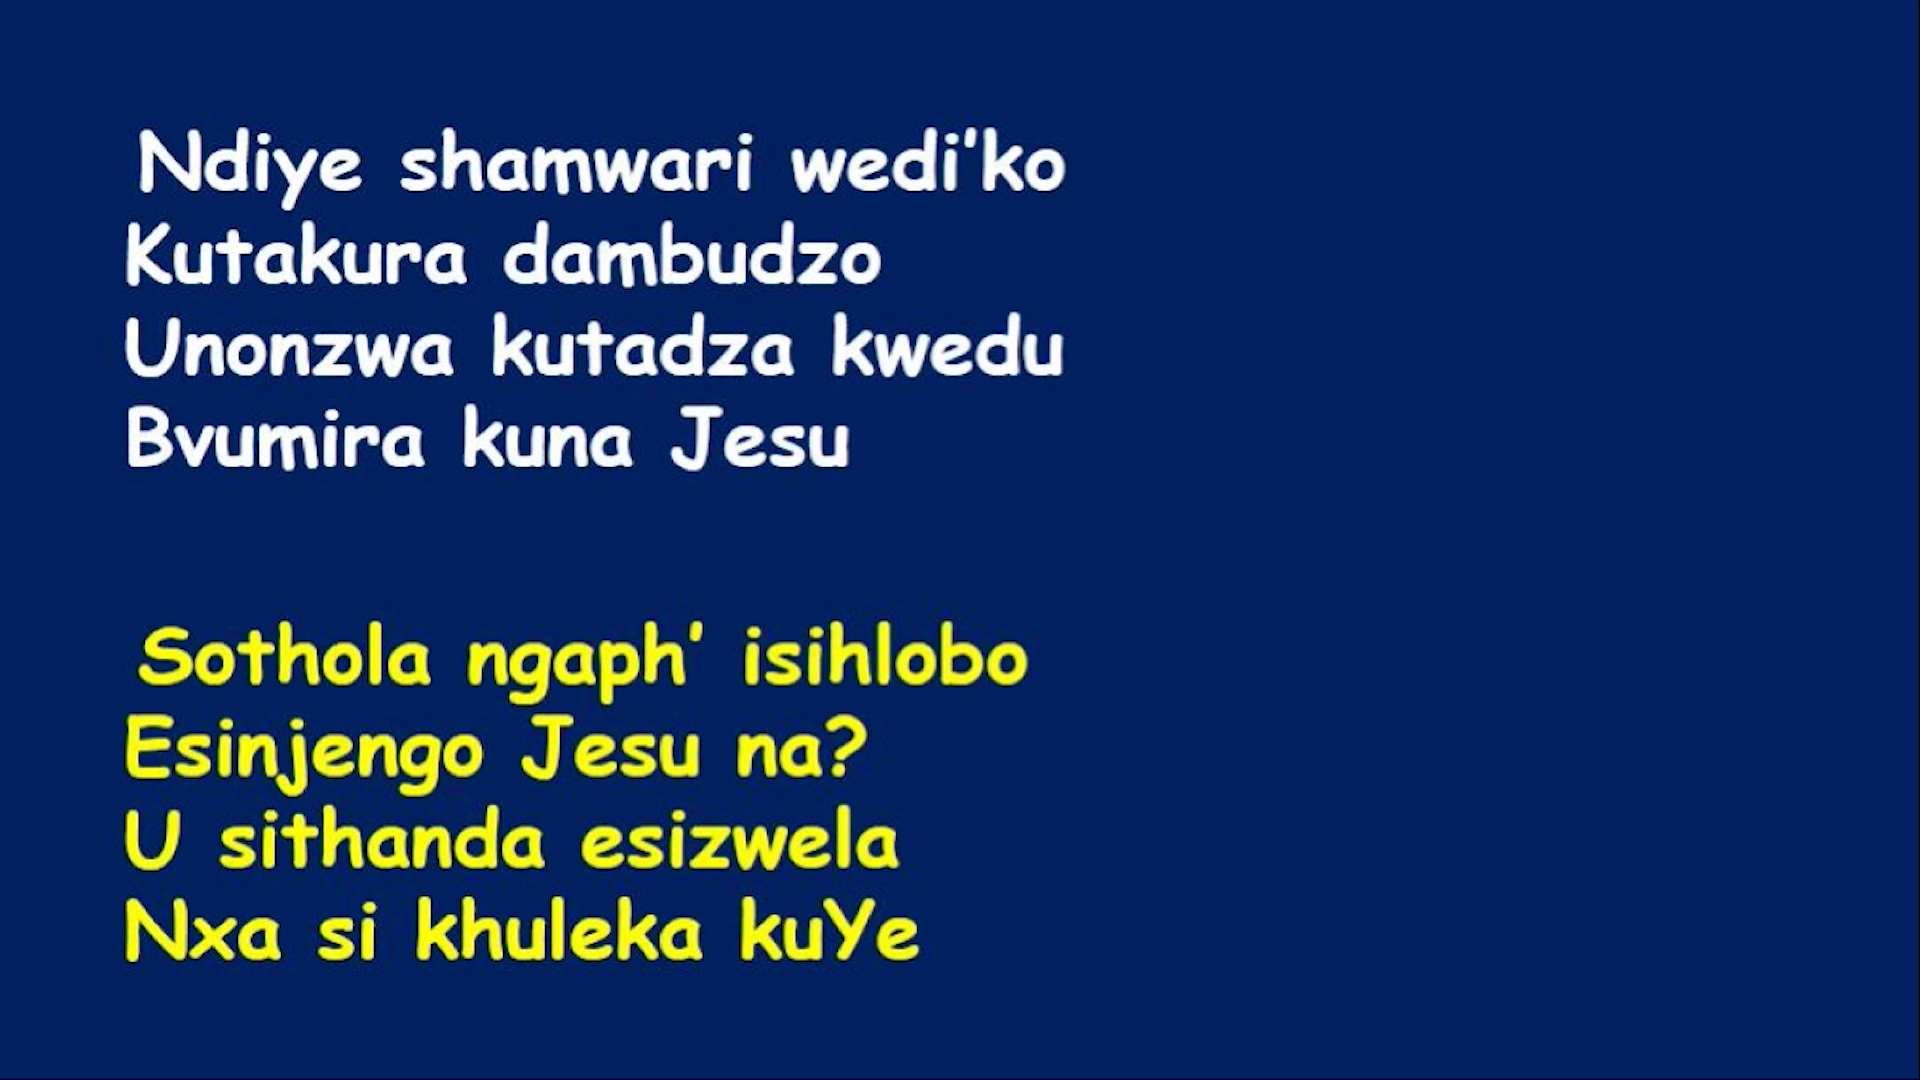 Ndiye shamwari wedi'ko
Kutakura dambudzo
Unonzwa kutadza kwedu
Bvumira kuna Jesu
Sothola ngaph' isihlobo
Esinjengo Jesu na?
U sithanda esizwela
Nxa si khuleka kuYe